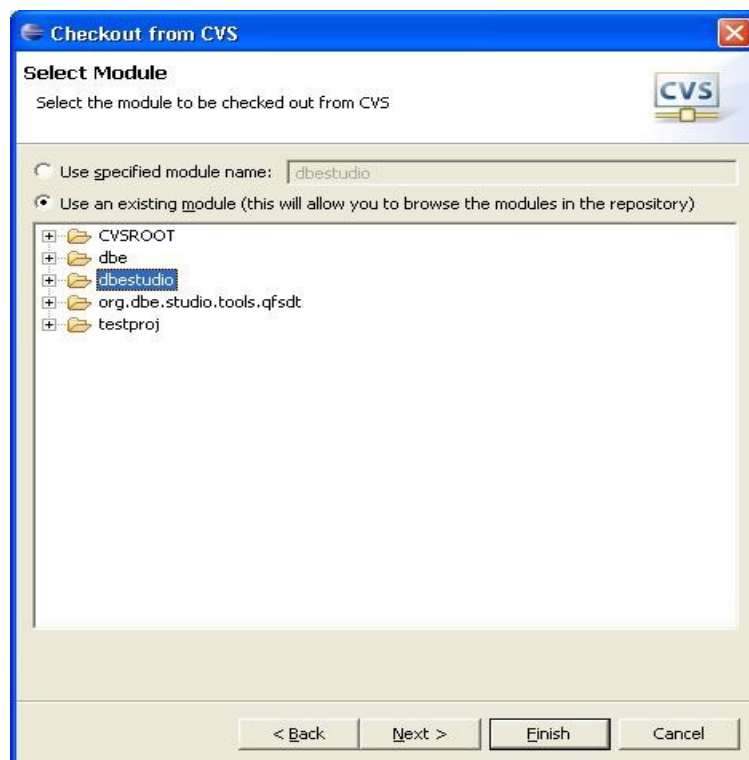 Checkout from CVS
Select Module
Select the module to be checked out from CVS
CVS
Use specified module name: dbestudio
Use an existing module (this will allow you to browse the modules in the repository)
CVSROOT
dbe
dbestudio
org.dbe.studio.tools.qfsdt
testproj
< Back Next > Finish Cancel